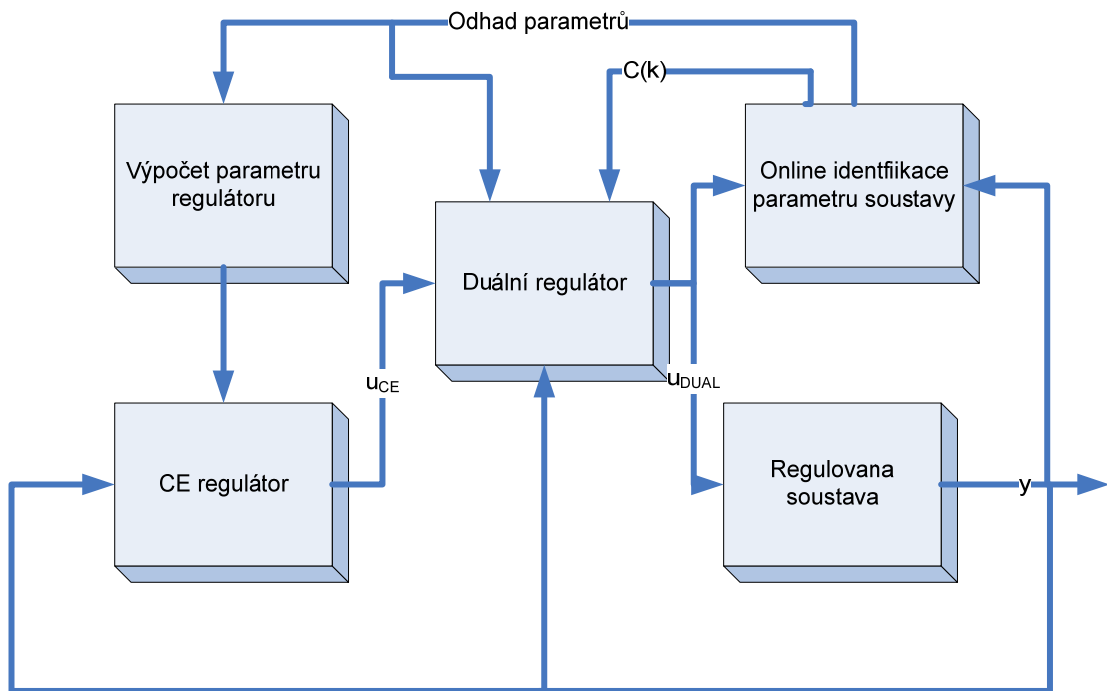 Odhad parametrů
C(k)
Výpočet parametru
regulátoru
Online identfiikace
parametru soustavy
Duální regulátor
uCE
uDUAL
CE regulátor
Regulovana
soustava
y